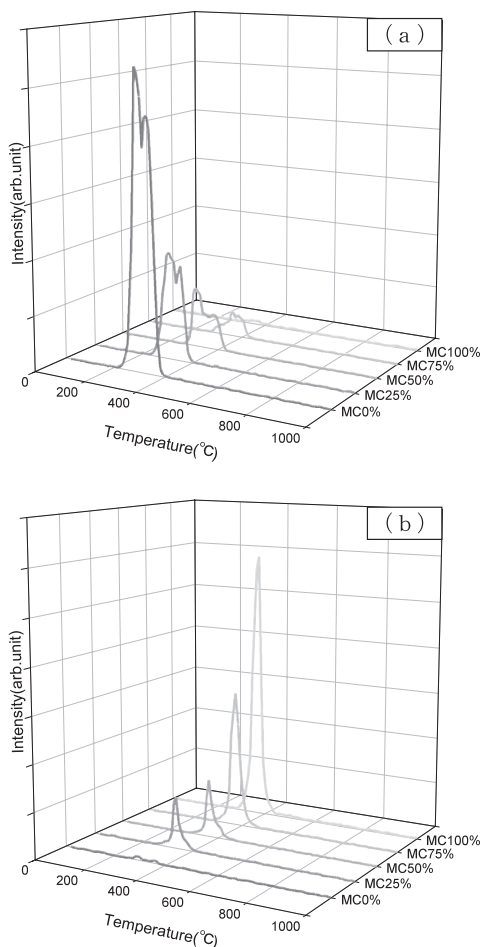 (a)
Intensity(arb.unit)
0
200
400
600
800
1000
Temperature(℃)
MC100%
MC75%
MC50%
MC25%
MC0%
(b)
Intensity(arb.unit)
0
200
400
600
800
1000
Temperature(℃)
MC100%
MC75%
MC50%
MC25%
MC0%